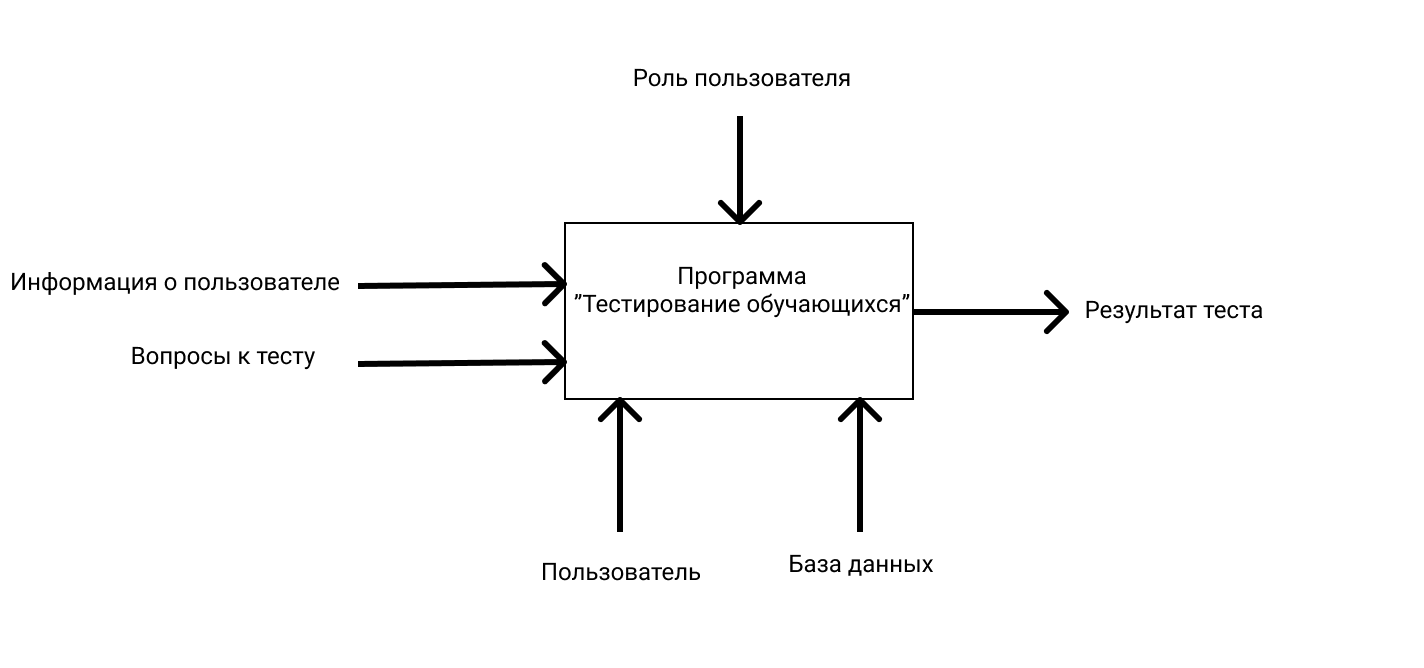 Роль пользователя
Информация о пользователе
Программа
”Тестирование обучающихся”
Результат теста
Вопросы к тесту
Пользователь
База данных